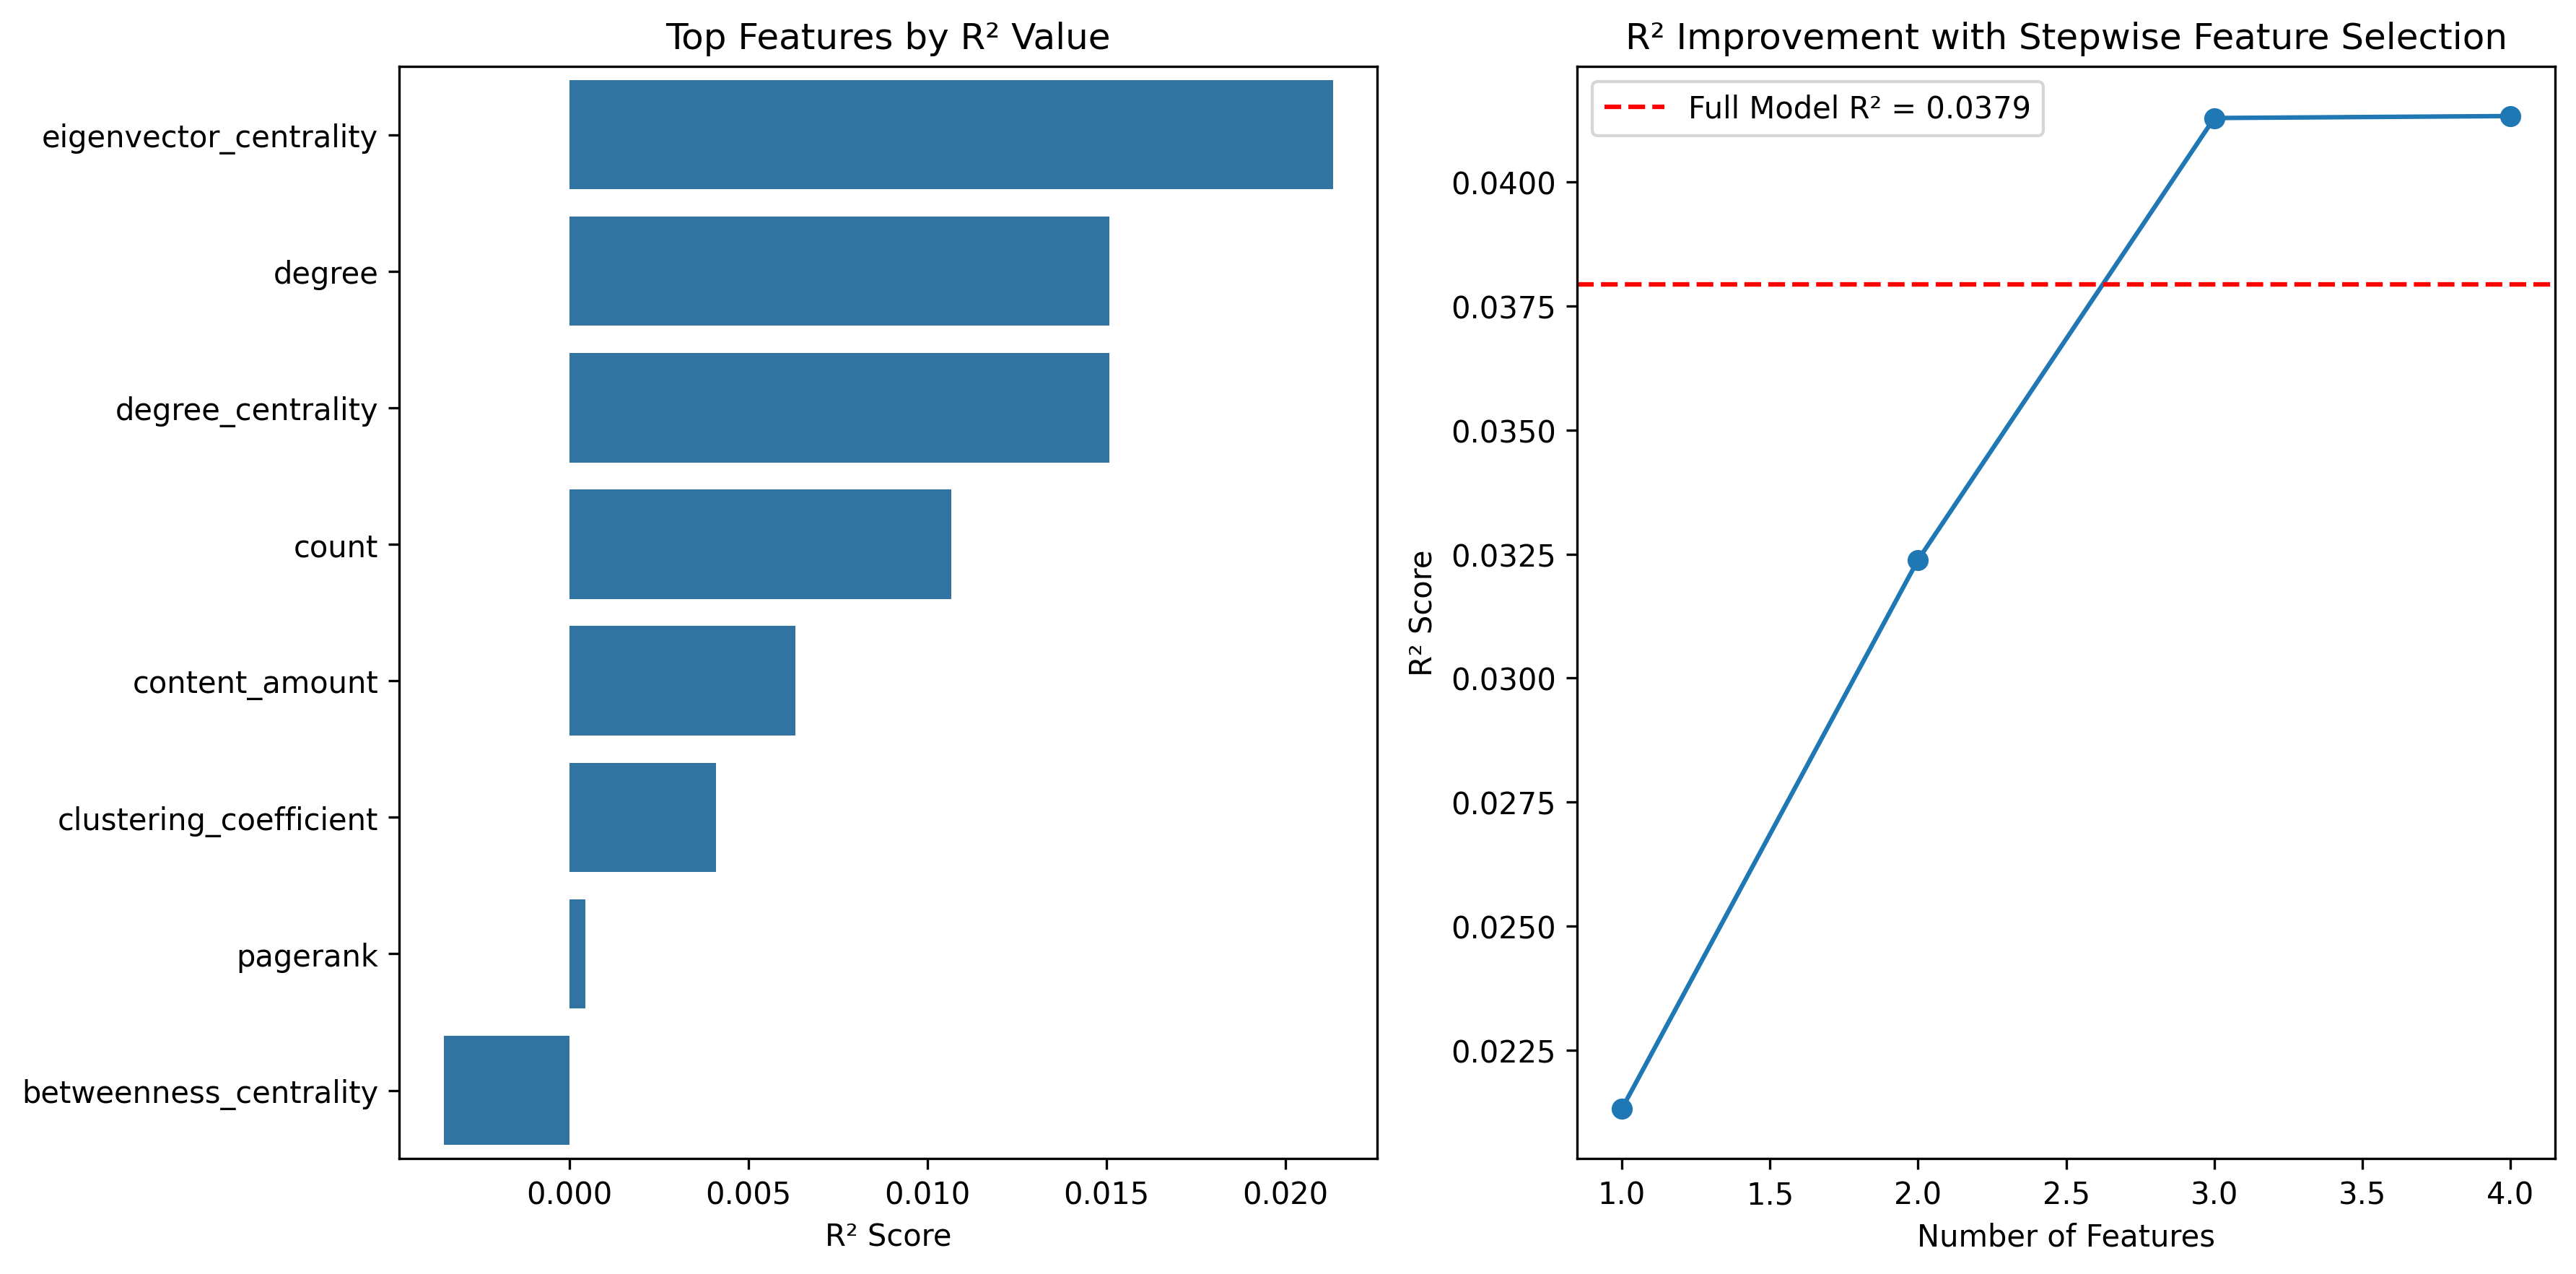 Top Features by R² Value
eigenvector_centrality
degree
degree_centrality
count
content_amount
clustering_coefficient
pagerank
betweenness_centrality
0.000 0.005 0.010 0.015 0.020
R² Score
R² Improvement with Stepwise Feature Selection
Full Model R² = 0.0379
R² Score
0.0400
0.0375
0.0350
0.0325
0.0300
0.0275
0.0250
0.0225
1.0 1.5 2.0 2.5 3.0 3.5 4.0
Number of Features